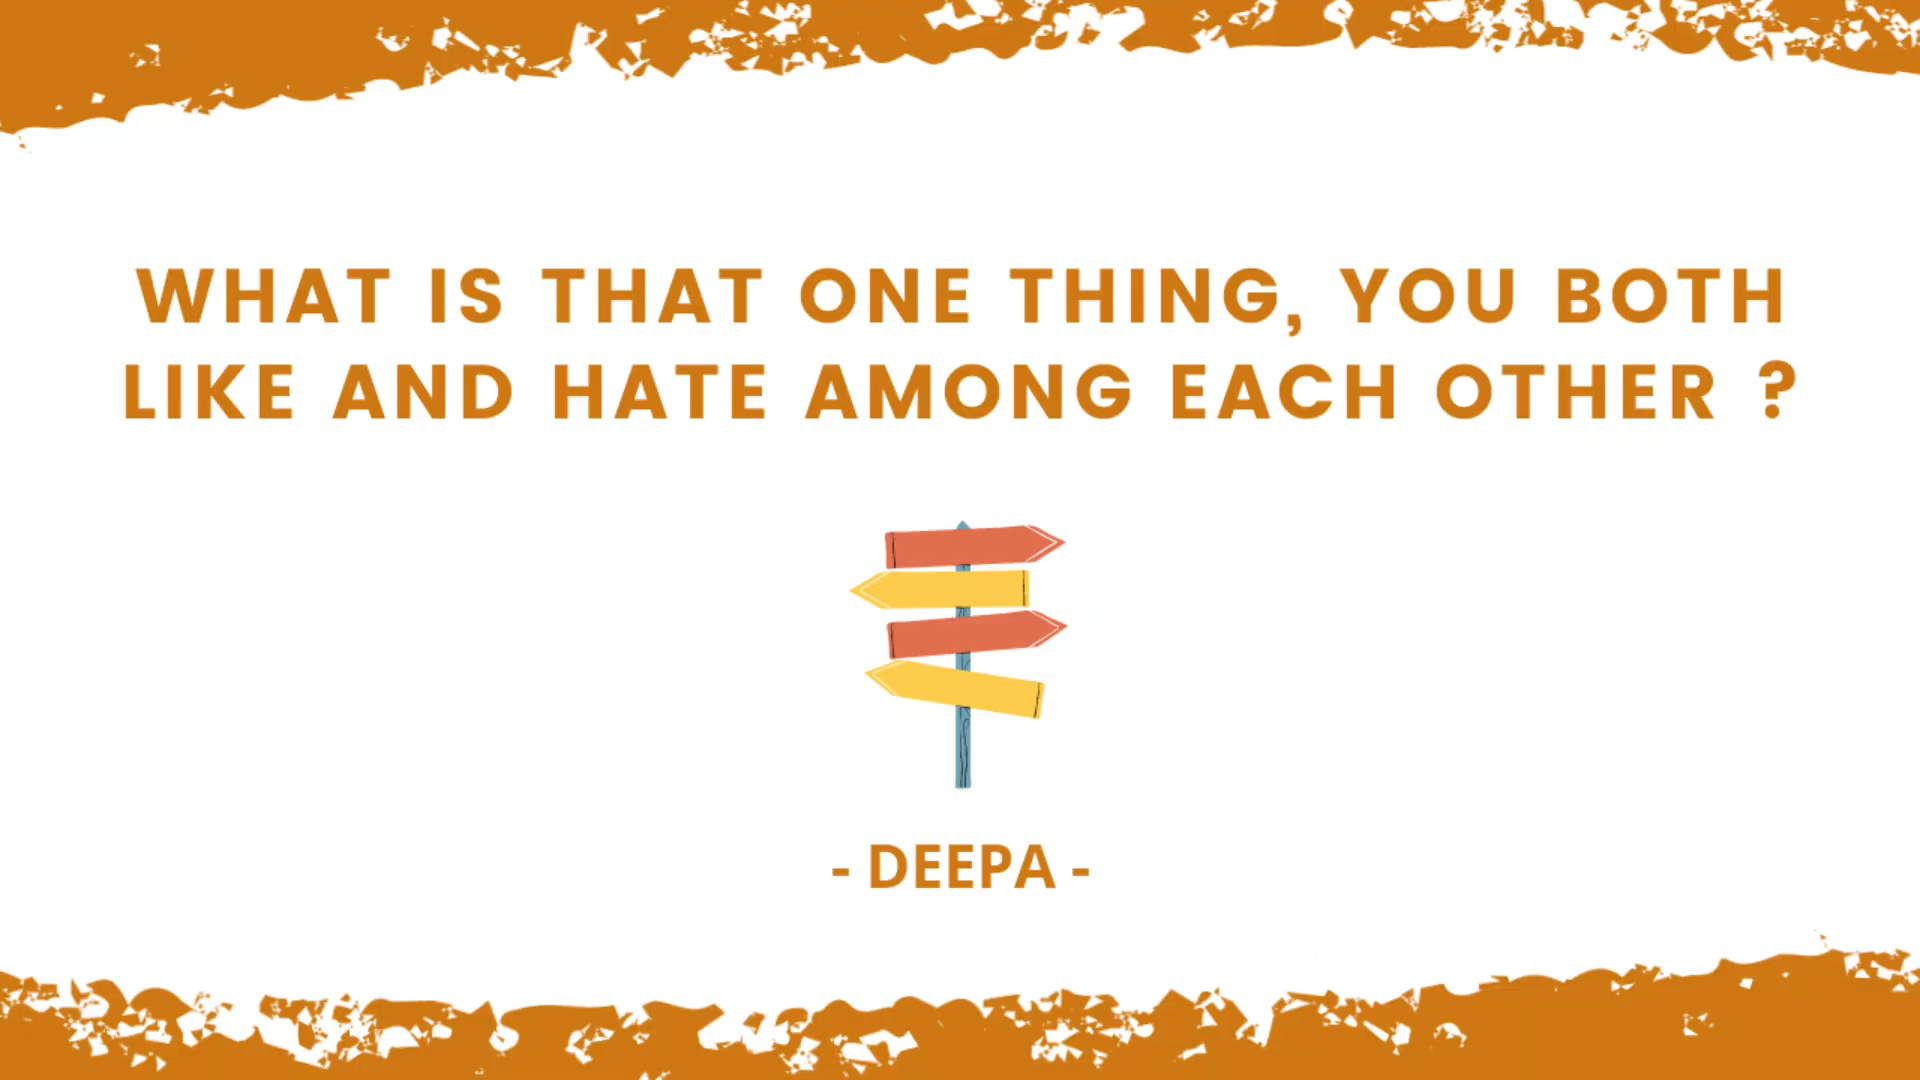 WHAT IS THAT ONE THING, YOU BOTH
LIKE AND HATE AMONG EACH OTHER ?
- DEEPA -